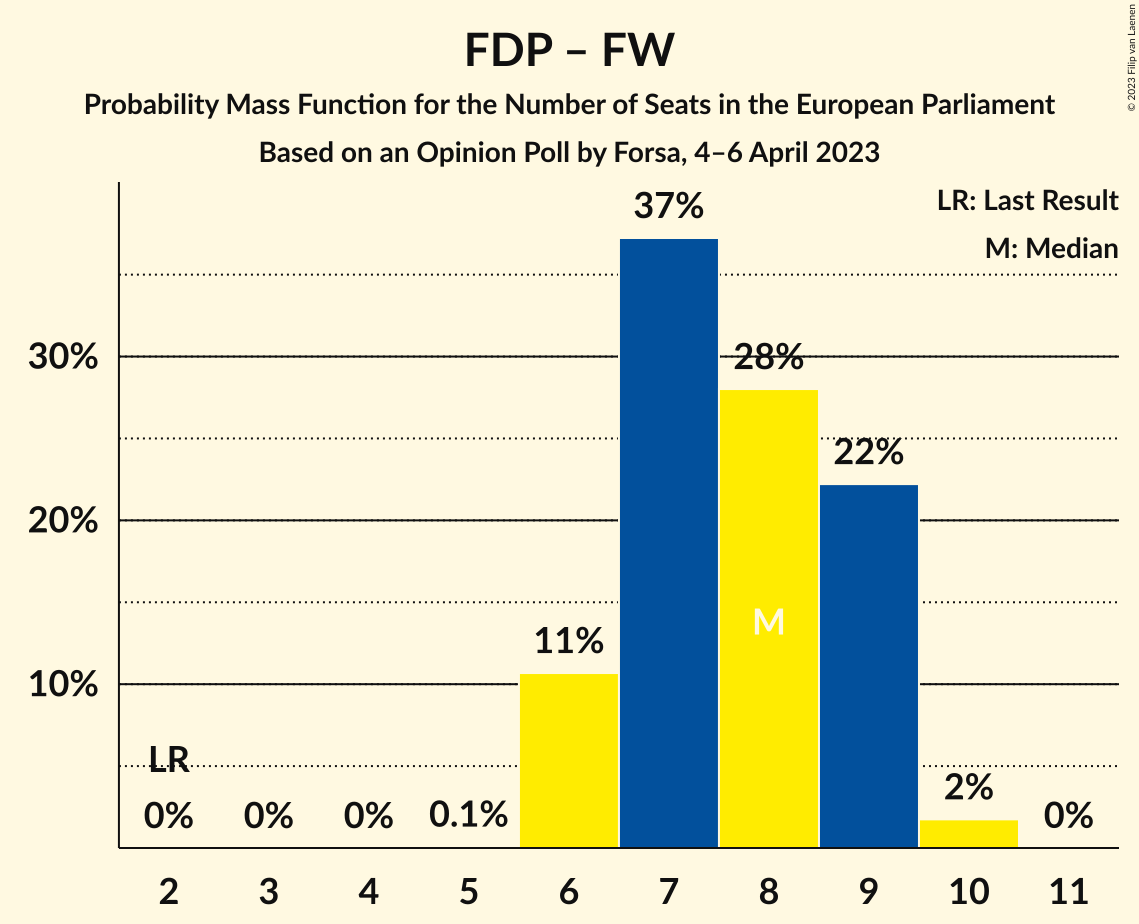 FDP – FW
Probability Mass Function for the Number of Seats in the European Parliament
Based on an Opinion Poll by Forsa, 4–6 April 2023
© 2023 Filip van Laenen
LR: Last Result
M: Median
37%
30%
28%
22%
20%
M
11%
10%
LR
2%
0%
0%
0%
0.1%
0%
2 3 4 5 6 7 8 9 10 11